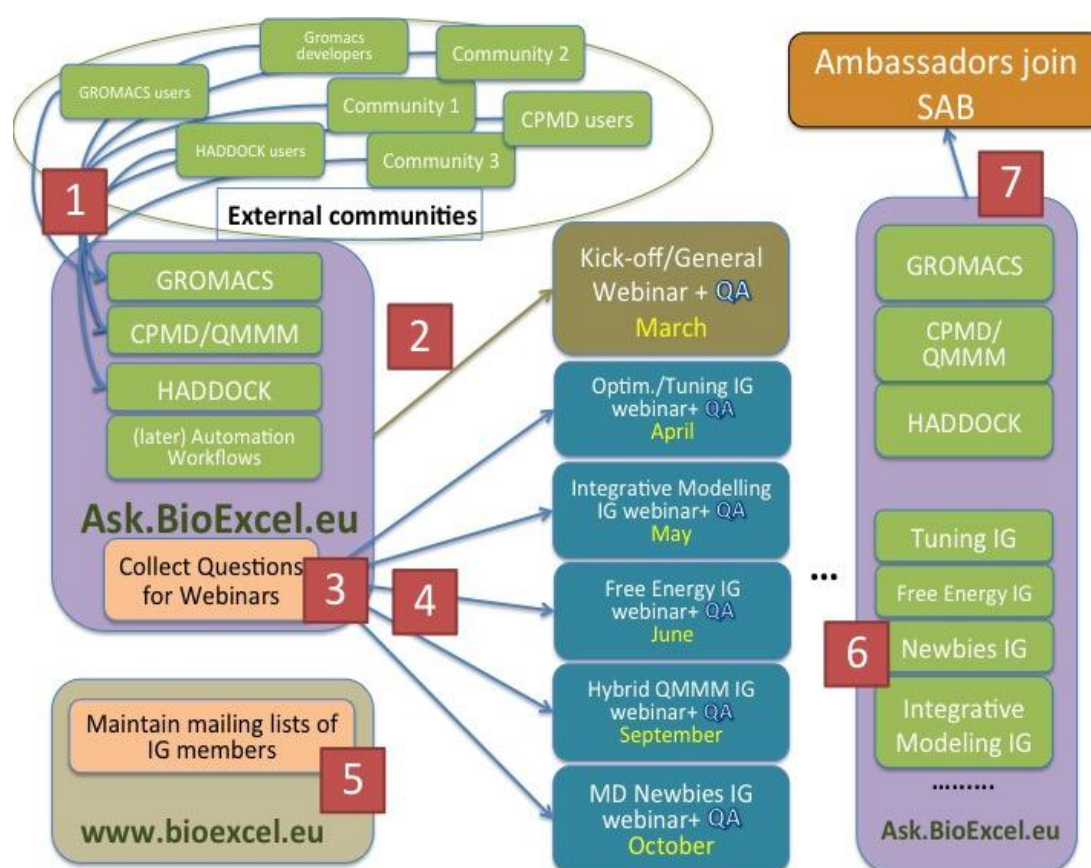 Gromacs
developers
Community 2
GROMACS users
Community 1
CPMD users
HADDOCK users
Community 3
1
External communities
GROMACS
CPMD/QMMM
HADDOCK
(later) Automation
Workflows
Ask.BioExcel.eu
Collect Questions
for Webinars
3
Maintain mailing lists of
IG members
5
www.bioexcel.eu
2
4
Kick-off/General
Webinar + QA
March
Optim./Tuning IG
webinar+ QA
April
Integrative Modelling
IG webinar+ QA
May
Free Energy IG
webinar+ QA
June
Hybrid QMMM IG
webinar+ QA
September
MD Newbies IG
webinar+ QA
October
...
Ambassadors join
SAB
7
GROMACS
CPMD/
QMMM
HADDOCK
Tuning IG
Free Energy IG
6
Newbies IG
Integrative
Modeling IG
.........
Ask.BioExcel.eu